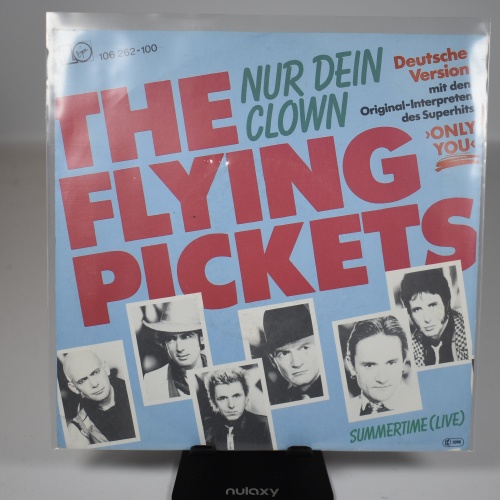 Virgin
106 262-100
THE
FLYING
PICKETS
NUR DEIN
CLOWN
Deutsche
Version
mit den
Original-Interpreten
des Superhits
›ONLY
YOU‹
SUMMERTIME (LIVE)
nulaxy